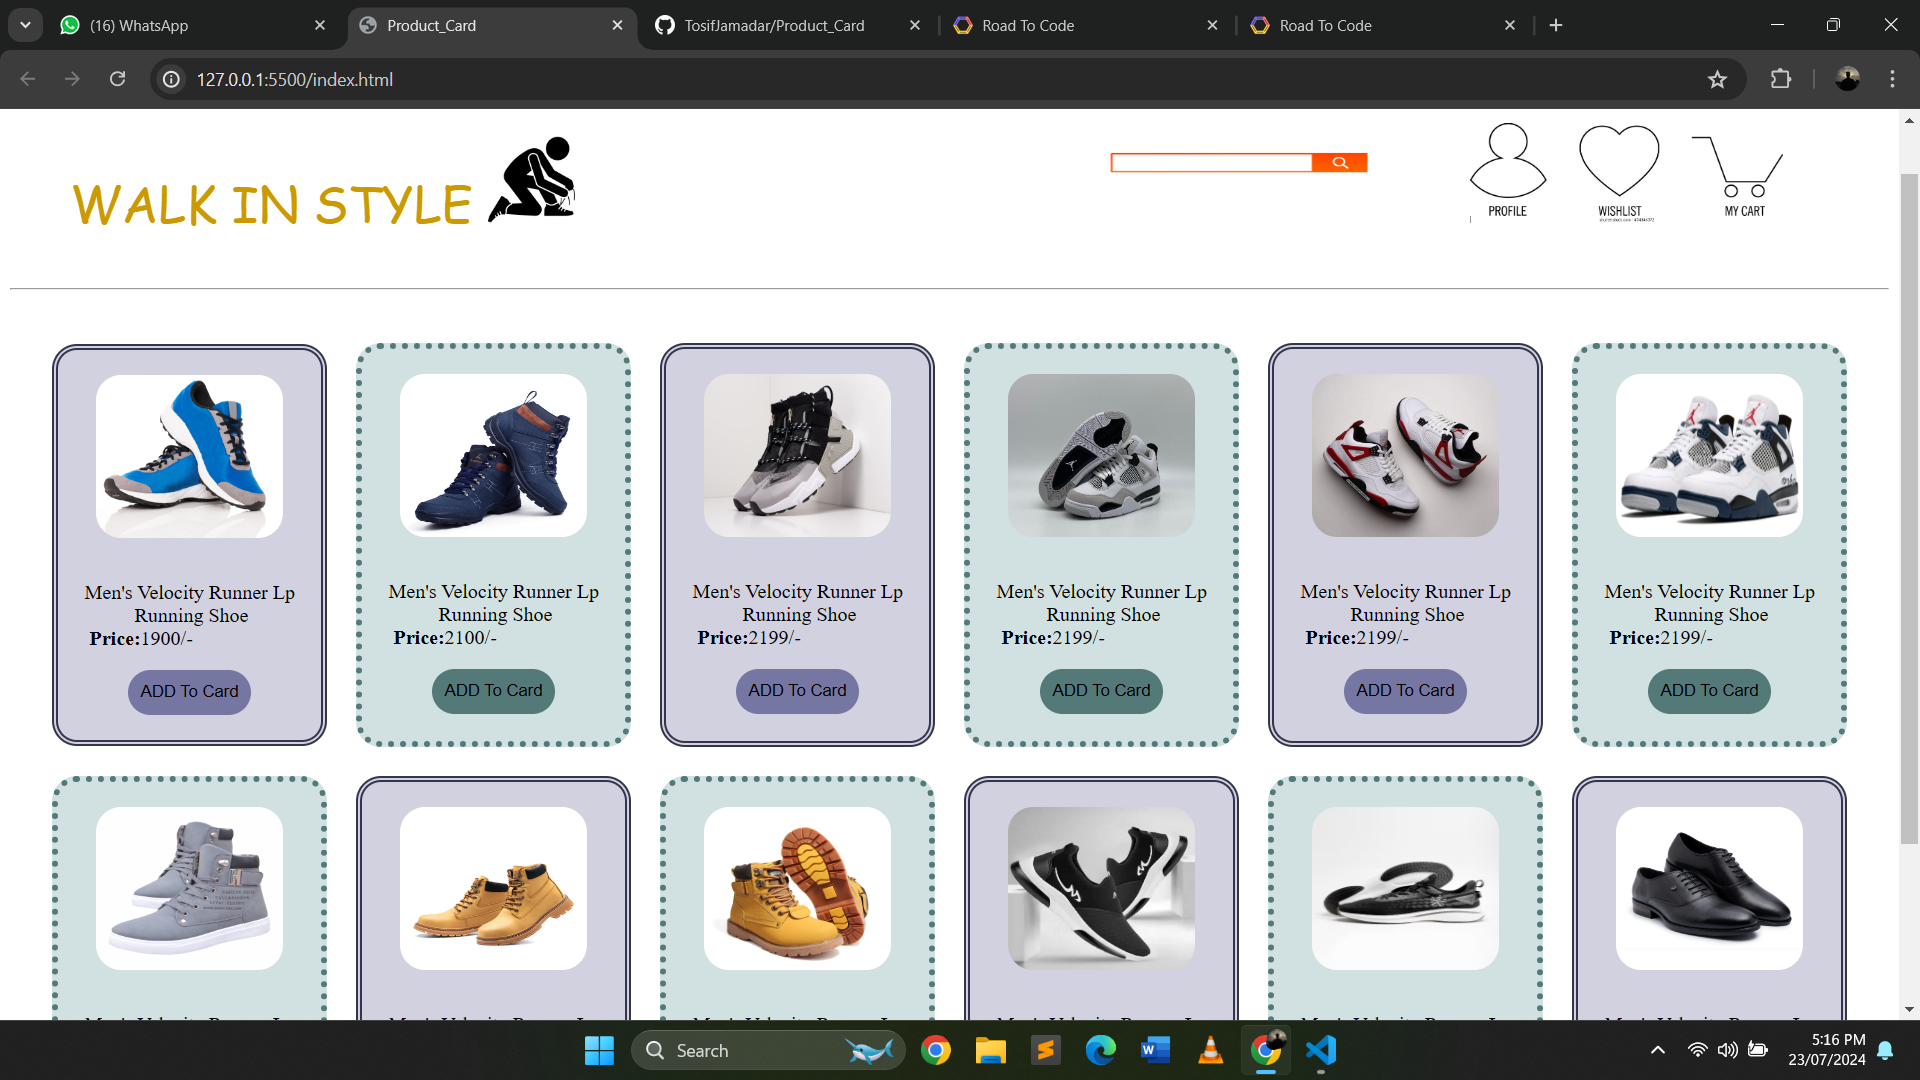 (16) WhatsApp
Product_Card
TosifJamadar/Product_Card
Road To Code
Road To Code
127.0.0.1:5500/index.html
WALK IN STYLE
PROFILE
WISHLIST
MY CART
Men's Velocity Runner Lp
Running Shoe
Price:1900/-
ADD To Card
Men's Velocity Runner Lp
Running Shoe
Price:2100/-
ADD To Card
Men's Velocity Runner Lp
Running Shoe
Price:2199/-
ADD To Card
Men's Velocity Runner Lp
Running Shoe
Price:2199/-
ADD To Card
Men's Velocity Runner Lp
Running Shoe
Price:2199/-
ADD To Card
Men's Velocity Runner Lp
Running Shoe
Price:2199/-
ADD To Card
Search
5:16 PM
23/07/2024